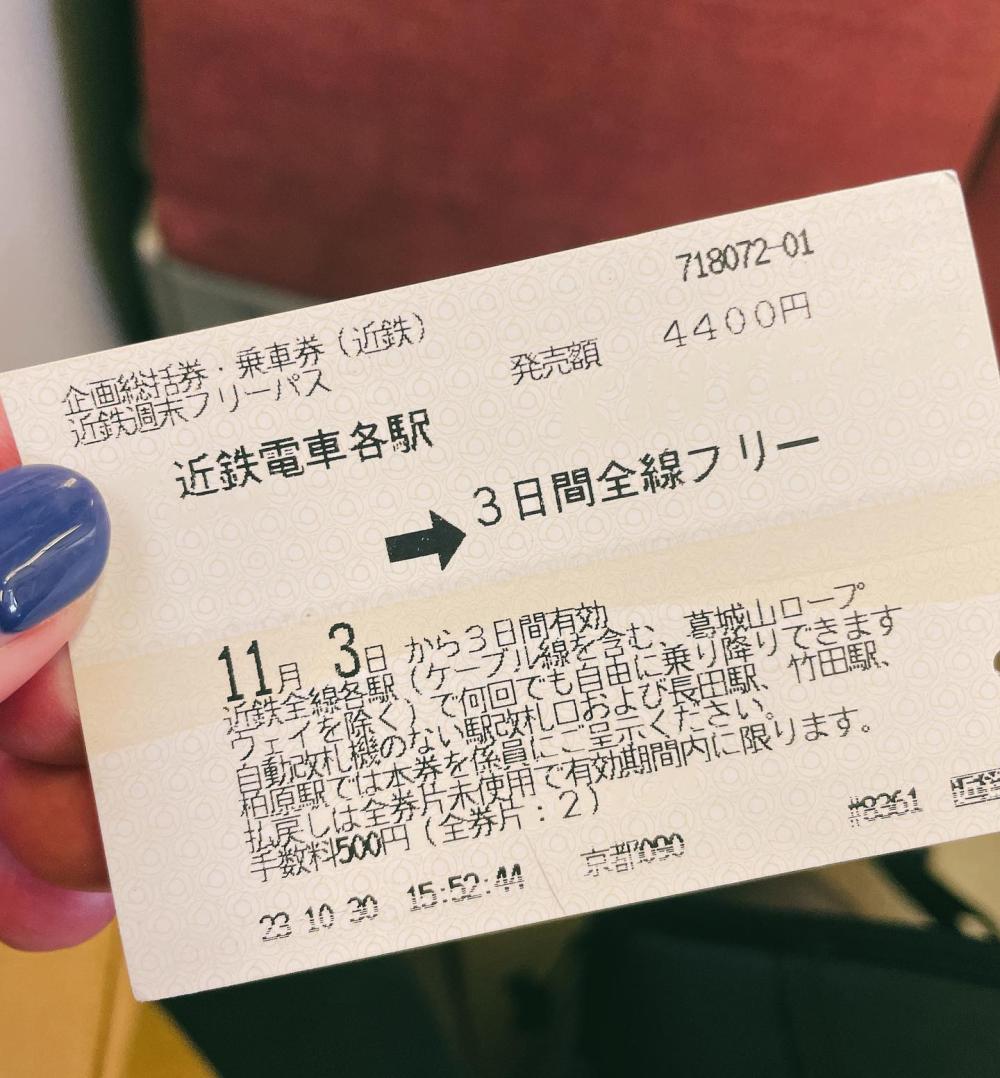 718072-01
企画総括券・乗車券（近鉄）
近鉄週末フリーパス
発売額 4400円
近鉄電車各駅
➡ 3日間全線フリー
11月 3日 から3日間有効
近鉄全線各駅（ケーブル線を含む、葛城山ロープ
ウェイを除く）で何回でも自由に乗り降りできます
自動改札機のない駅改札口および長田駅、竹田駅、
柏原駅では本券を係員にご呈示ください。
払戻しは全券片未使用で有効期間内に限ります。
手数料500円（全券片：2）
23 10 30 15:52:44 京都090
#8361